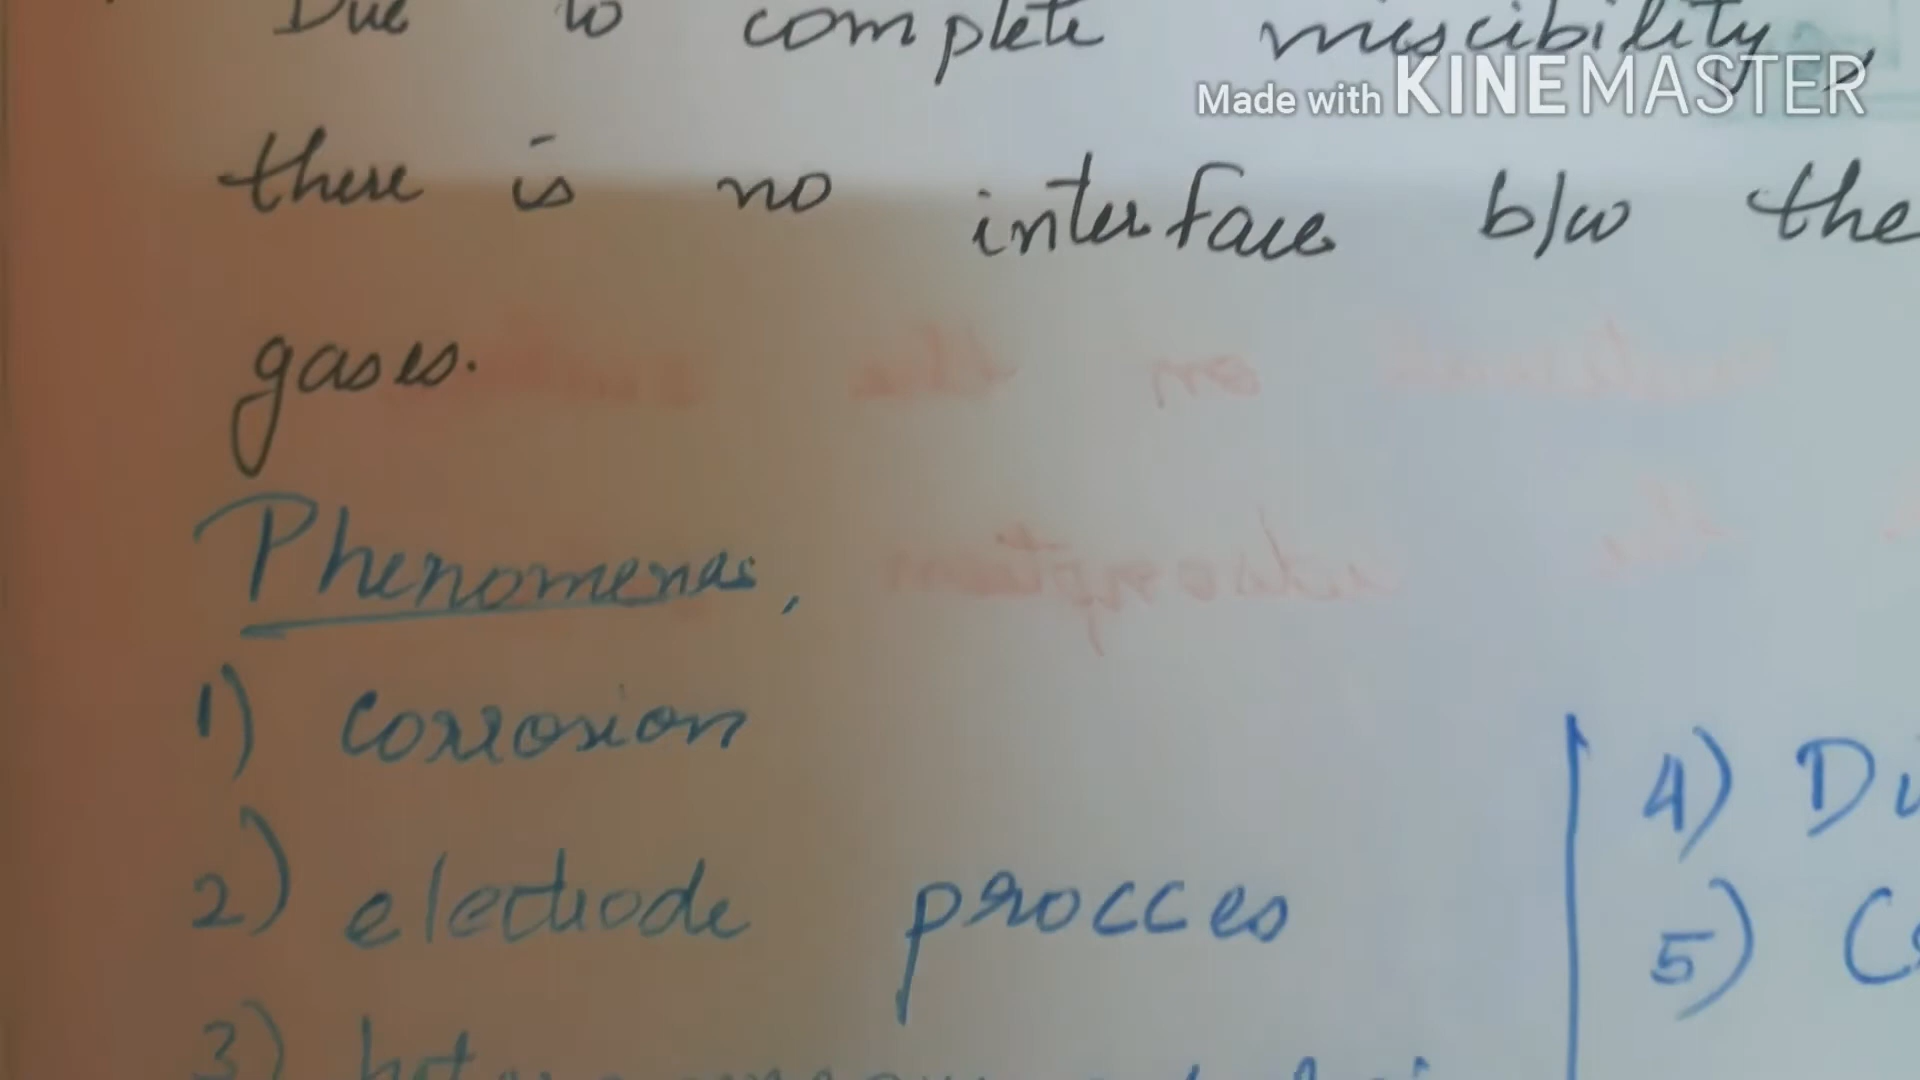 Due to complete miscibility,
Made with KINEMASTER
there is no interface b/w the
gases.
Phenomenas,
1) corrosion
2) electrode procces
3)
4)
5)